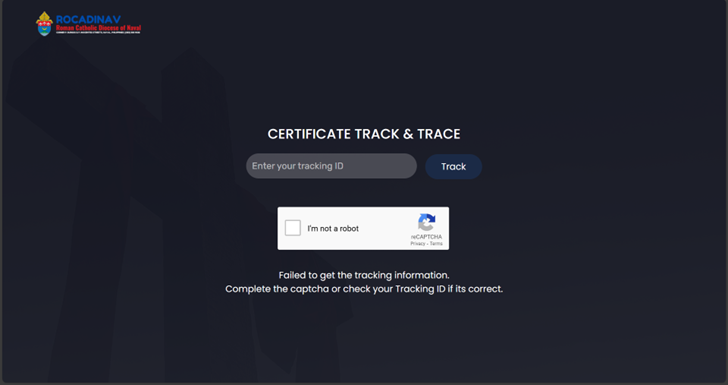 ROCADINAV
Roman Catholic Diocese of Naval
CERTIFICATE TRACK & TRACE
Enter your tracking ID
Track
I'm not a robot
reCAPTCHA
Privacy - Terms
Failed to get the tracking information.
Complete the captcha or check your Tracking ID if its correct.